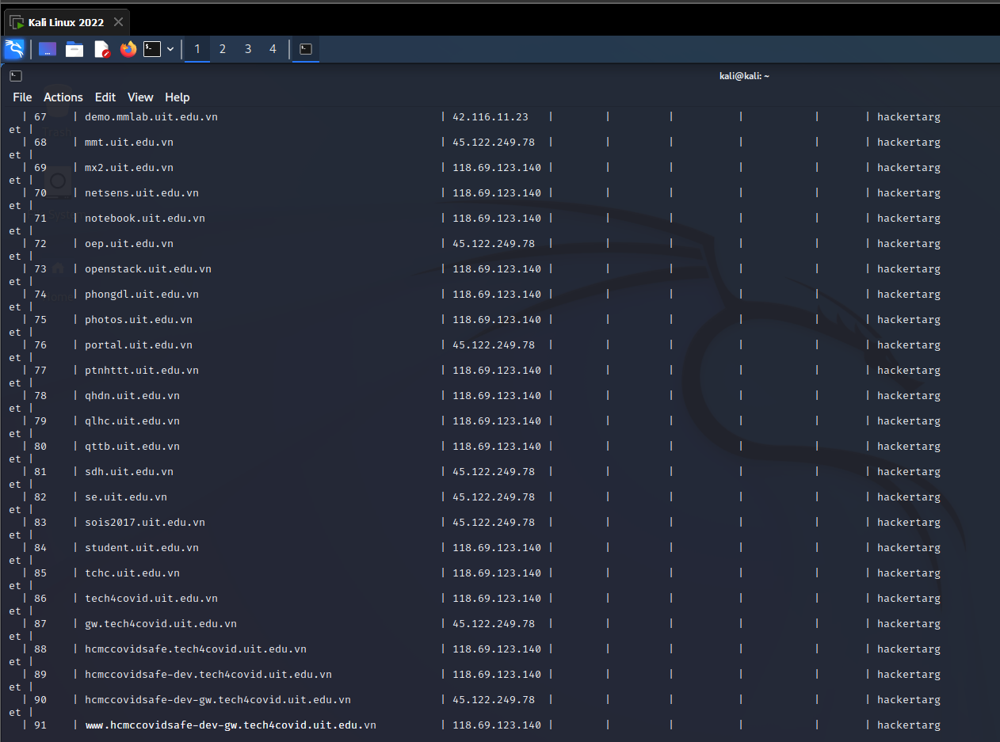 Kali Linux 2022
1 2 3 4
kali@kali: ~
File Actions Edit View Help
| 67 | demo.mmlab.uit.edu.vn | 42.116.11.23 | | | | | | hackertarg
et |
| 68 | mmt.uit.edu.vn | 45.122.249.78 | | | | | | hackertarg
et |
| 69 | mx2.uit.edu.vn | 118.69.123.140 | | | | | | hackertarg
et |
| 70 | netsens.uit.edu.vn | 118.69.123.140 | | | | | | hackertarg
et |
| 71 | notebook.uit.edu.vn | 118.69.123.140 | | | | | | hackertarg
et |
| 72 | oep.uit.edu.vn | 45.122.249.78 | | | | | | hackertarg
et |
| 73 | openstack.uit.edu.vn | 118.69.123.140 | | | | | | hackertarg
et |
| 74 | phongdl.uit.edu.vn | 118.69.123.140 | | | | | | hackertarg
et |
| 75 | photos.uit.edu.vn | 118.69.123.140 | | | | | | hackertarg
et |
| 76 | portal.uit.edu.vn | 45.122.249.78 | | | | | | hackertarg
et |
| 77 | ptnhttt.uit.edu.vn | 118.69.123.140 | | | | | | hackertarg
et |
| 78 | qhdn.uit.edu.vn | 118.69.123.140 | | | | | | hackertarg
et |
| 79 | qlhc.uit.edu.vn | 118.69.123.140 | | | | | | hackertarg
et |
| 80 | qttb.uit.edu.vn | 118.69.123.140 | | | | | | hackertarg
et |
| 81 | sdh.uit.edu.vn | 45.122.249.78 | | | | | | hackertarg
et |
| 82 | se.uit.edu.vn | 45.122.249.78 | | | | | | hackertarg
et |
| 83 | sois2017.uit.edu.vn | 45.122.249.78 | | | | | | hackertarg
et |
| 84 | student.uit.edu.vn | 118.69.123.140 | | | | | | hackertarg
et |
| 85 | tchc.uit.edu.vn | 118.69.123.140 | | | | | | hackertarg
et |
| 86 | tech4covid.uit.edu.vn | 118.69.123.140 | | | | | | hackertarg
et |
| 87 | gw.tech4covid.uit.edu.vn | 45.122.249.78 | | | | | | hackertarg
et |
| 88 | hcmccovidsafe.tech4covid.uit.edu.vn | 118.69.123.140 | | | | | | hackertarg
et |
| 89 | hcmccovidsafe-dev.tech4covid.uit.edu.vn | 118.69.123.140 | | | | | | hackertarg
et |
| 90 | hcmccovidsafe-dev-gw.tech4covid.uit.edu.vn | 45.122.249.78 | | | | | | hackertarg
et |
| 91 | www.hcmccovidsafe-dev-gw.tech4covid.uit.edu.vn | 118.69.123.140 | | | | | | hackertarg